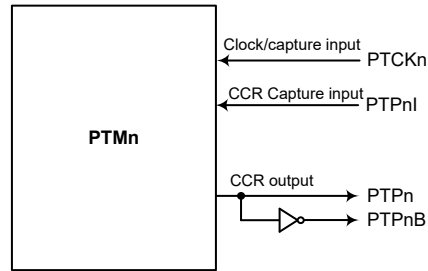 Clock/capture input
PTCKn
CCR Capture input
PTPnI
PTMn
CCR output
PTPn
PTPnB